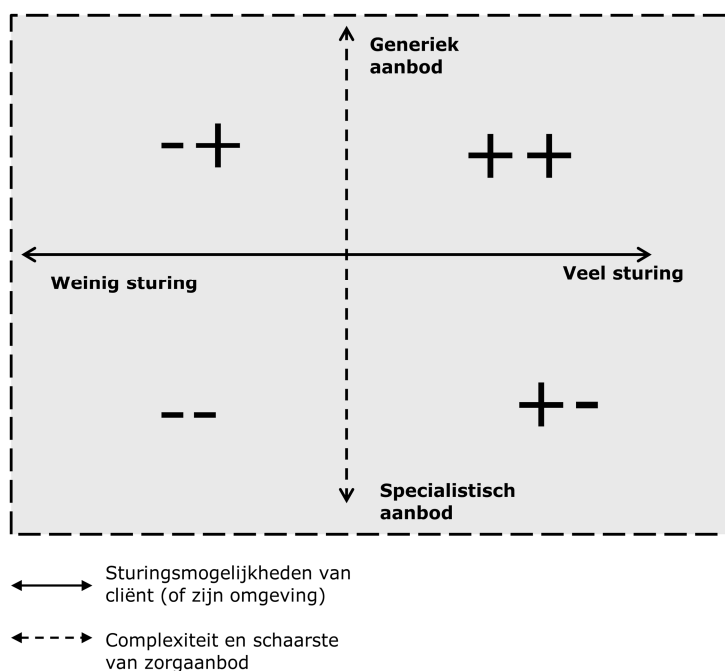 Generiek
aanbod
- +
+ +
Weinig sturing
Veel sturing
- -
+ -
Specialistisch
aanbod
Sturingsmogelijkheden van
cliënt (of zijn omgeving)
Complexiteit en schaarste
van zorgaanbod